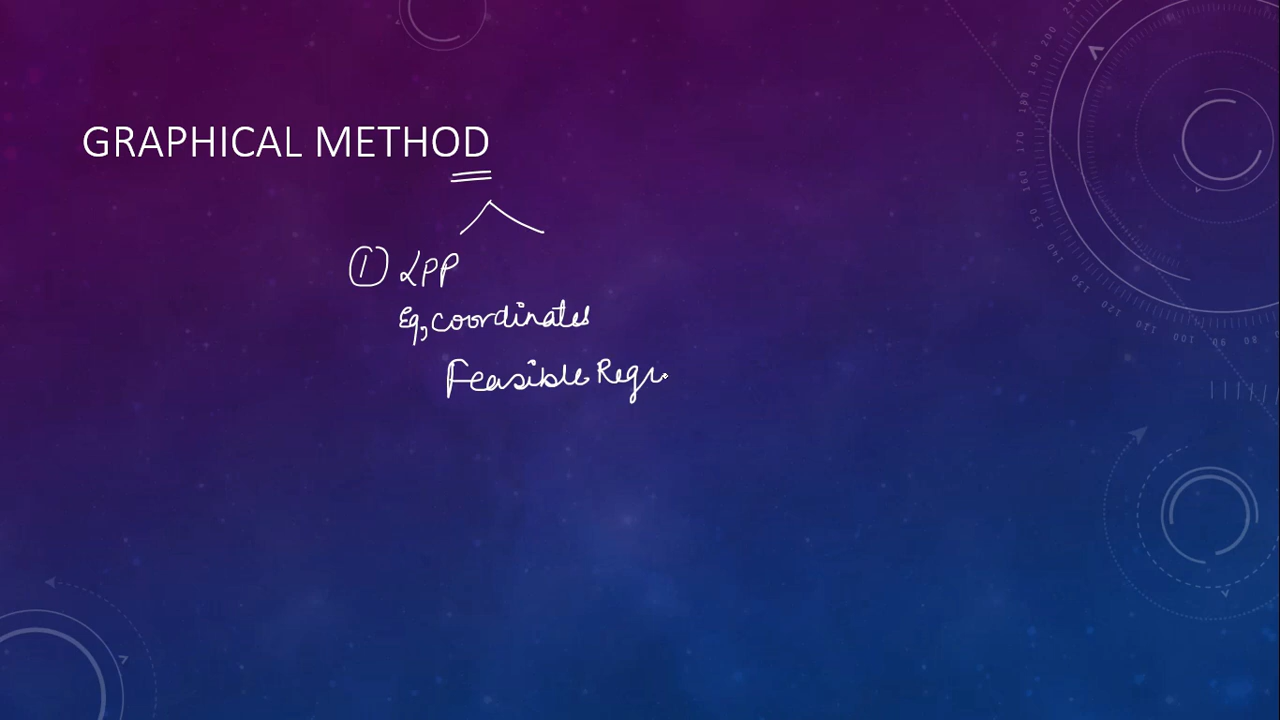 GRAPHICAL METHOD
① LPP
Eq, coordinates
Feasible Regi